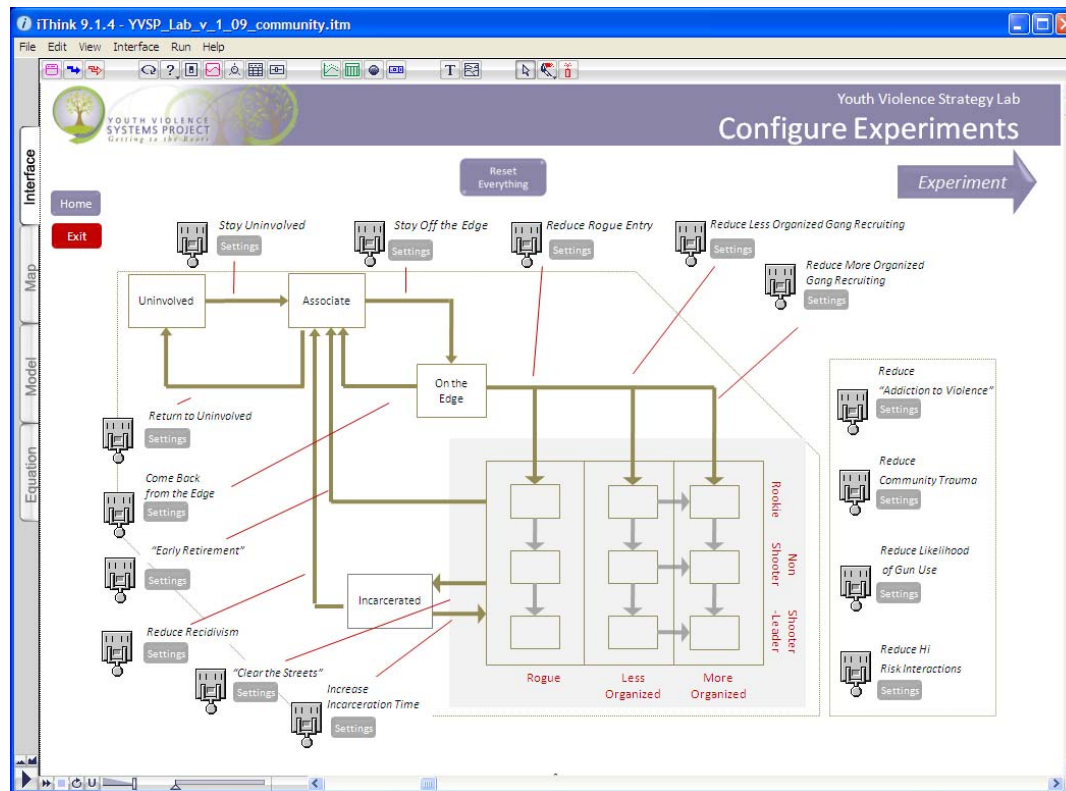 iThink 9.1.4 - YVSP_Lab_v_1_09_community.itm
File Edit View Interface Run Help
Interface
Map
Model
Equation
YOUTH VIOLENCE
SYSTEMS PROJECT
Getting to the Roots
Youth Violence Strategy Lab
Configure Experiments
Reset
Everything
Experiment
Home
Exit
Stay Uninvolved
Settings
Stay Off the Edge
Settings
Reduce Rogue Entry
Settings
Reduce Less Organized Gang Recruiting
Settings
Reduce More Organized
Gang Recruiting
Settings
Uninvolved
Associate
On the
Edge
Return to Uninvolved
Settings
Come Back
from the Edge
Settings
"Early Retirement"
Settings
Reduce Recidivism
Settings
"Clear the Streets"
Settings
Increase
Incarceration Time
Settings
Incarcerated
Rookie
Non
Shooter
Shooter
-Leader
Rogue
Less
Organized
More
Organized
Reduce
"Addiction to Violence"
Settings
Reduce
Community Trauma
Settings
Reduce Likelihood
of Gun Use
Settings
Reduce Hi
Risk Interactions
Settings
U